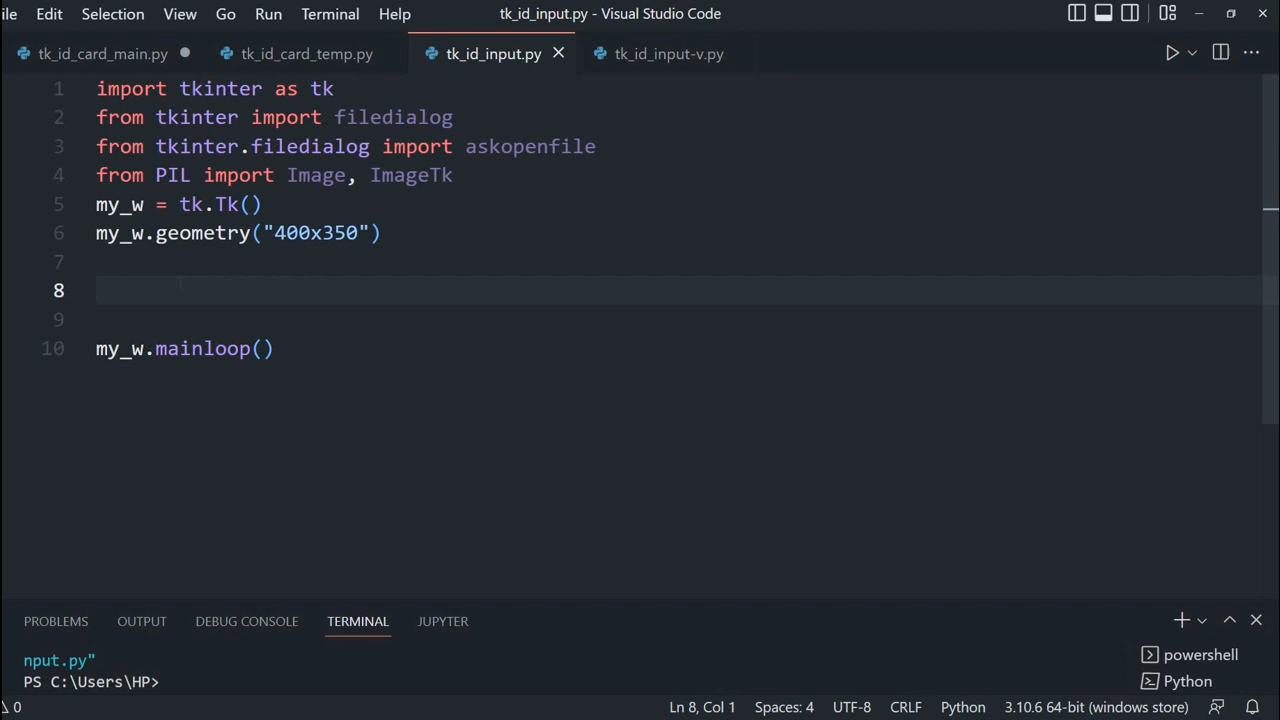 ile Edit Selection View Go Run Terminal Help tk_id_input.py - Visual Studio Code
tk_id_card_main.py tk_id_card_temp.py tk_id_input.py tk_id_input-v.py
1 import tkinter as tk
2 from tkinter import filedialog
3 from tkinter.filedialog import askopenfile
4 from PIL import Image, ImageTk
5 my_w = tk.Tk()
6 my_w.geometry("400x350")
7
8
9
10 my_w.mainloop()
PROBLEMS OUTPUT DEBUG CONSOLE TERMINAL JUPYTER
nput.py"
PS C:\Users\HP>
powershell
Python
0 Ln 8, Col 1 Spaces: 4 UTF-8 CRLF Python 3.10.6 64-bit (windows store)